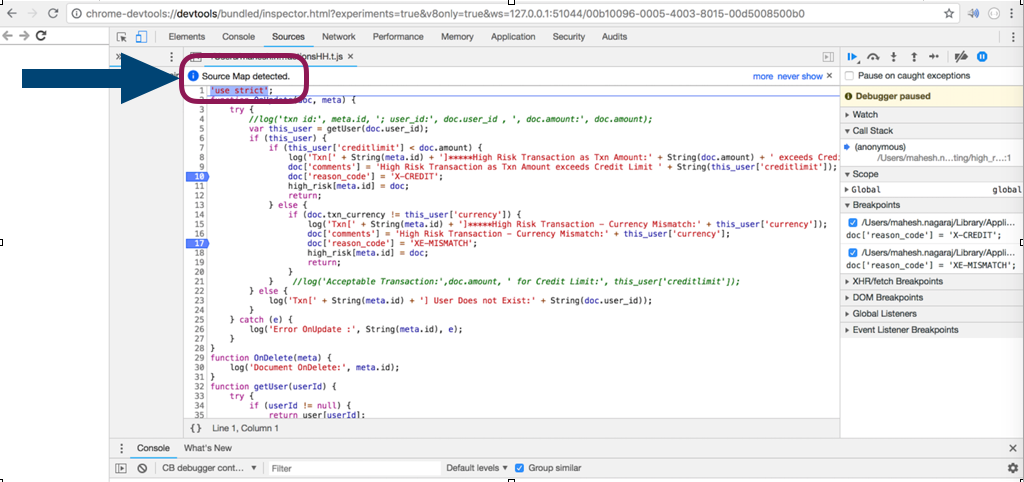 chrome-devtools://devtools/bundled/inspector.html?experiments=true&v8only=true&ws=127.0.0.1:51044/00b10096-0005-4003-8015-00d5008500b0
Elements Console Sources Network Performance Memory Application Security Audits
Source Map detected.
more never show ×
1 'use strict';
2 function OnUpdate(doc, meta) {
3 try {
4 //log('txn id:', meta.id, '; user_id:', doc.user_id , ', doc.amount:', doc.amount);
5 var this_user = getUser(doc.user_id);
6 if (this_user) {
7 if (this_user['creditlimit'] < doc.amount) {
8 log('Txn[' + String(meta.id) + ']*****High Risk Transaction as Txn Amount:' + String(doc.amount) + ' exceeds Cred
9 doc['comments'] = 'High Risk Transaction as Txn Amount exceeds Credit Limit ' + String(this_user['creditlimit']);
10 doc['reason_code'] = 'X-CREDIT';
11 high_risk[meta.id] = doc;
12 return;
13 } else {
14 if (doc.txn_currency != this_user['currency']) {
15 log('Txn[' + String(meta.id) + ']*****High Risk Transaction - Currency Mismatch:' + this_user['currency']);
16 doc['comments'] = 'High Risk Transaction - Currency Mismatch:' + this_user['currency'];
17 doc['reason_code'] = 'XE-MISMATCH';
18 high_risk[meta.id] = doc;
19 return;
20 }
21 } //log('Acceptable Transaction:',doc.amount, ' for Credit Limit:', this_user['creditlimit']);
22 } else {
23 log('Txn[' + String(meta.id) + '] User Does not Exist:' + String(doc.user_id));
24 }
25 } catch (e) {
26 log('Error OnUpdate :', String(meta.id), e);
27 }
28 }
29 function OnDelete(meta) {
30 log('Document OnDelete:', meta.id);
31 }
32 function getUser(userId) {
33 try {
34 if (userId != null) {
35 return user[userId];
{} Line 1, Column 1
Pause on caught exceptions
Debugger paused
Watch
Call Stack
(anonymous)
/Users/mahesh.n…ting/high_r…:1
Scope
Global global
Breakpoints
/Users/mahesh.nagaraj/Library/Appli…
doc['reason_code'] = 'X-CREDIT';
/Users/mahesh.nagaraj/Library/Appli…
doc['reason_code'] = 'XE-MISMATCH';
XHR/fetch Breakpoints
DOM Breakpoints
Global Listeners
Event Listener Breakpoints
Console What's New
CB debugger cont… Filter Default levels Group similar